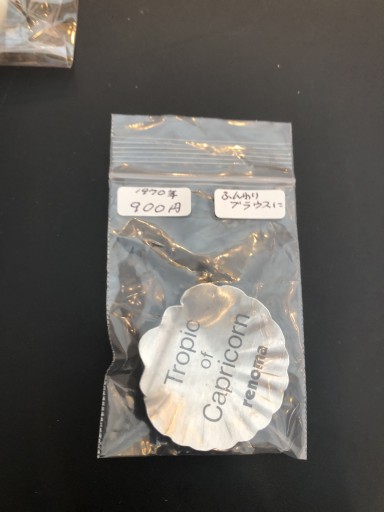 1970年
900円
ふんわり
ブラウスに
Tropic
of
Capricorn
renoma